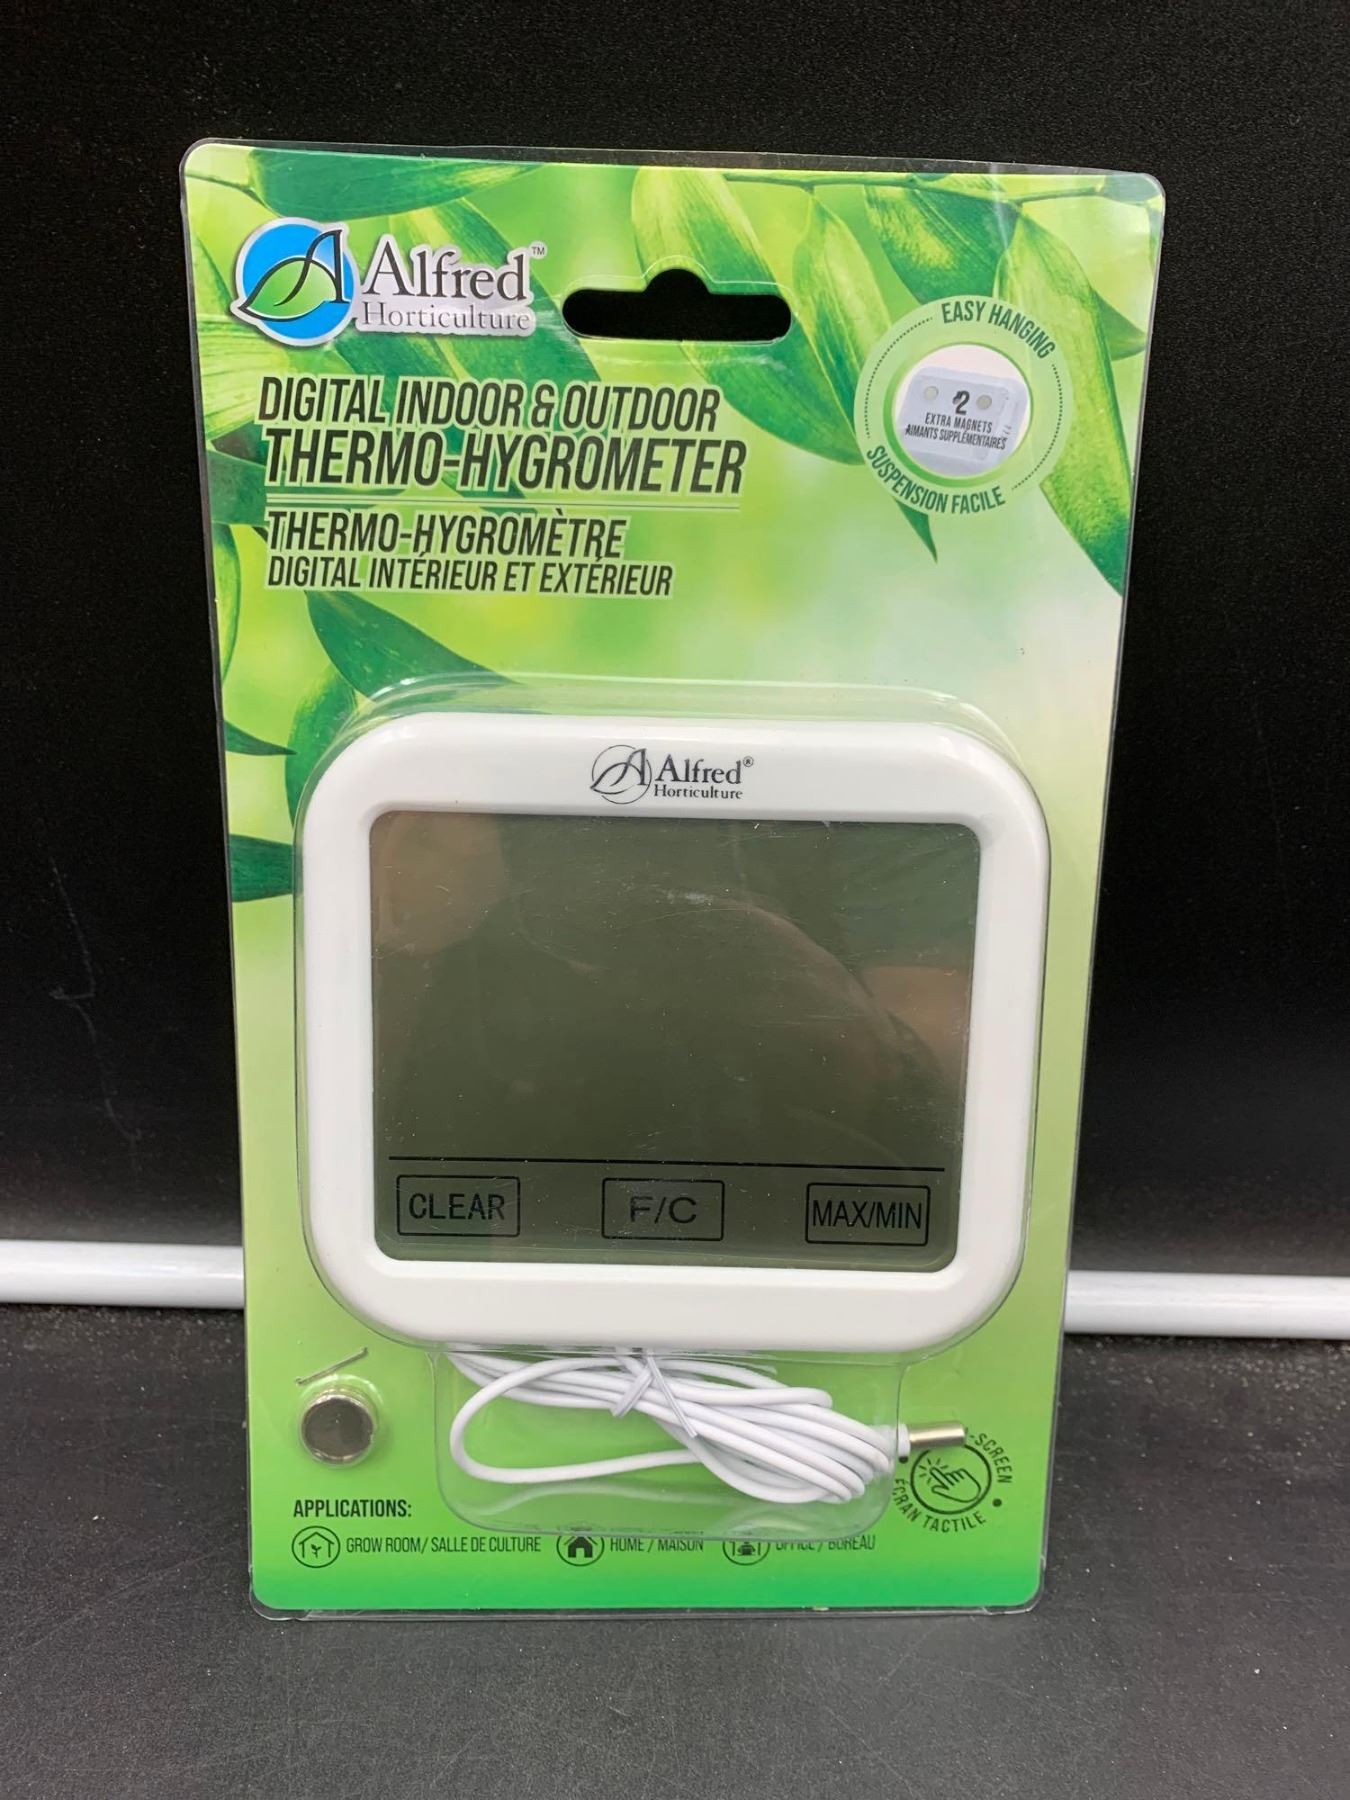 Alfred™
Horticulture
EASY HANGING
2
EXTRA MAGNETS
AIMANTS SUPPLÉMENTAIRES
SUSPENSION FACILE
DIGITAL INDOOR & OUTDOOR
THERMO-HYGROMETER
THERMO-HYGROMÈTRE
DIGITAL INTÉRIEUR ET EXTÉRIEUR
Alfred®
Horticulture
CLEAR
F/C
MAX/MIN
-SCREEN
ÉCRAN TACTILE
APPLICATIONS:
GROW ROOM/ SALLE DE CULTURE
HOME / MAISON
OFFICE / BUREAU